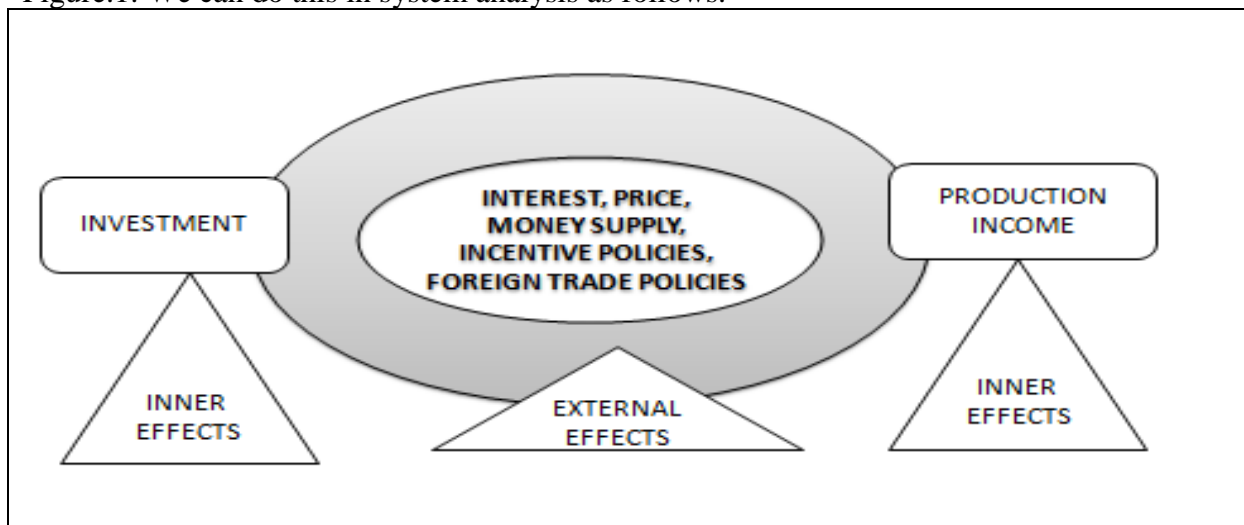 Figure.1. We can do this in system analysis as follows.
INVESTMENT
INTEREST, PRICE,
MONEY SUPPLY,
INCENTIVE POLICIES,
FOREIGN TRADE POLICIES
PRODUCTION
INCOME
INNER
EFFECTS
EXTERNAL
EFFECTS
INNER
EFFECTS